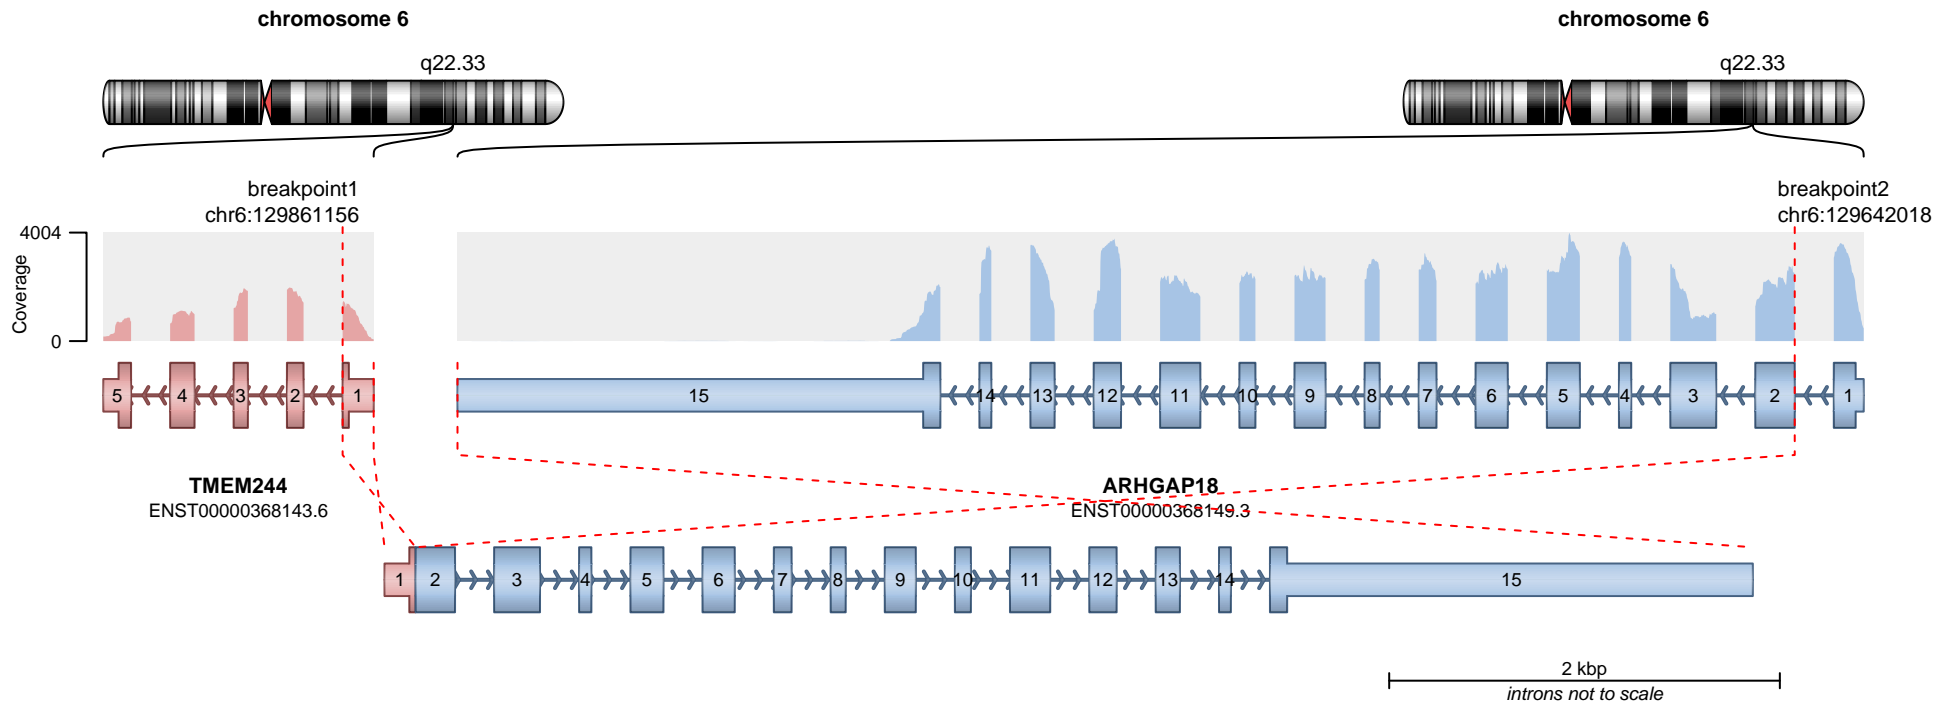 chromosome 6
chromosome 6
q22.33
q22.33
breakpoint1
chr6:129861156
breakpoint2
chr6:129642018
4004
0
Coverage
5 4 3 2 1
15 14 13 12 11 10 9 8 7 6 5 4 3 2 1
TMEM244
ENST00000368143.6
ARHGAP18
ENST00000368149.3
1 2 3 4 5 6 7 8 9 10 11 12 13 14 15
2 kbp
introns not to scale